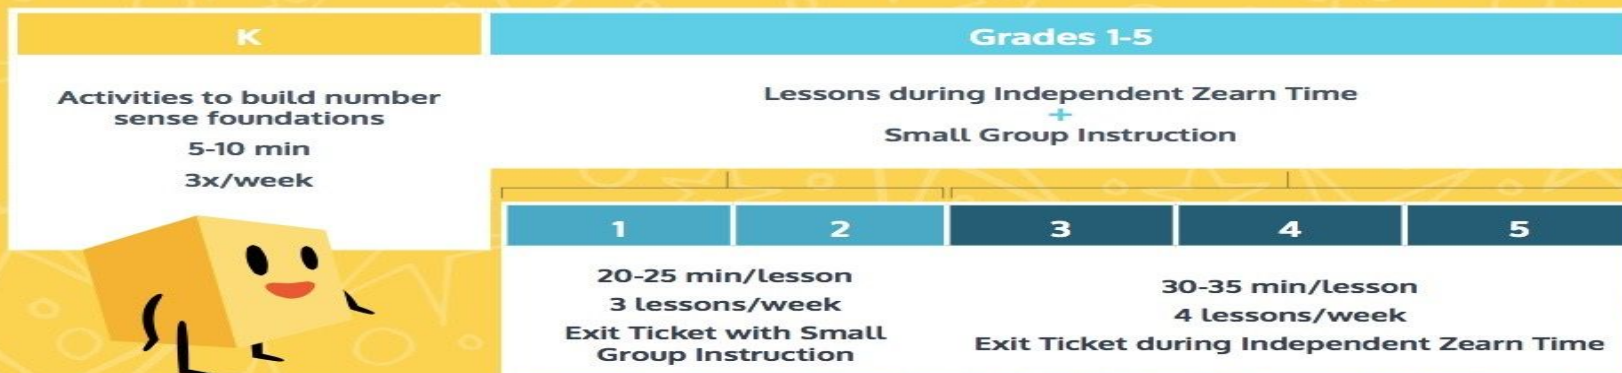 K
Activities to build number
sense foundations
5-10 min
3x/week
Grades 1-5
Lessons during Independent Zearn Time
+
Small Group Instruction
1
2
20-25 min/lesson
3 lessons/week
Exit Ticket with Small
Group Instruction
3
4
5
30-35 min/lesson
4 lessons/week
Exit Ticket during Independent Zearn Time